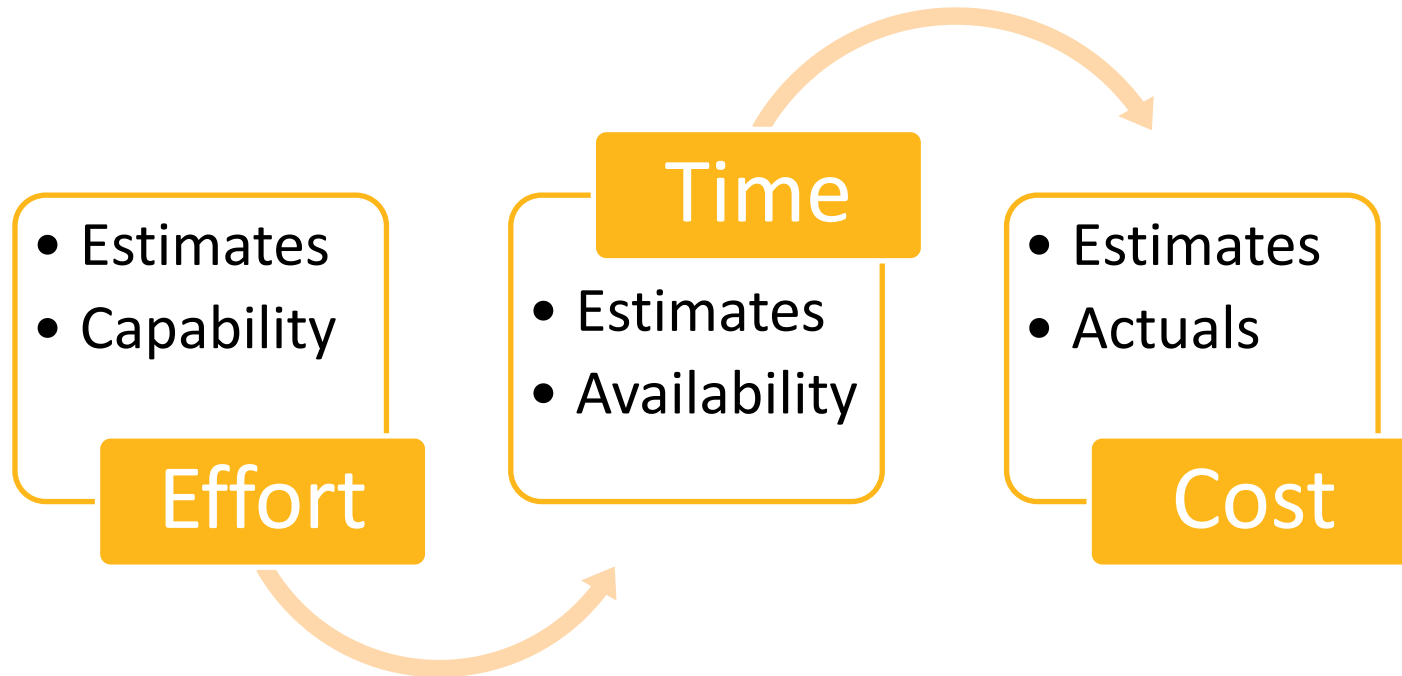 • Estimates
• Capability
Effort
Time
• Estimates
• Availability
• Estimates
• Actuals
Cost